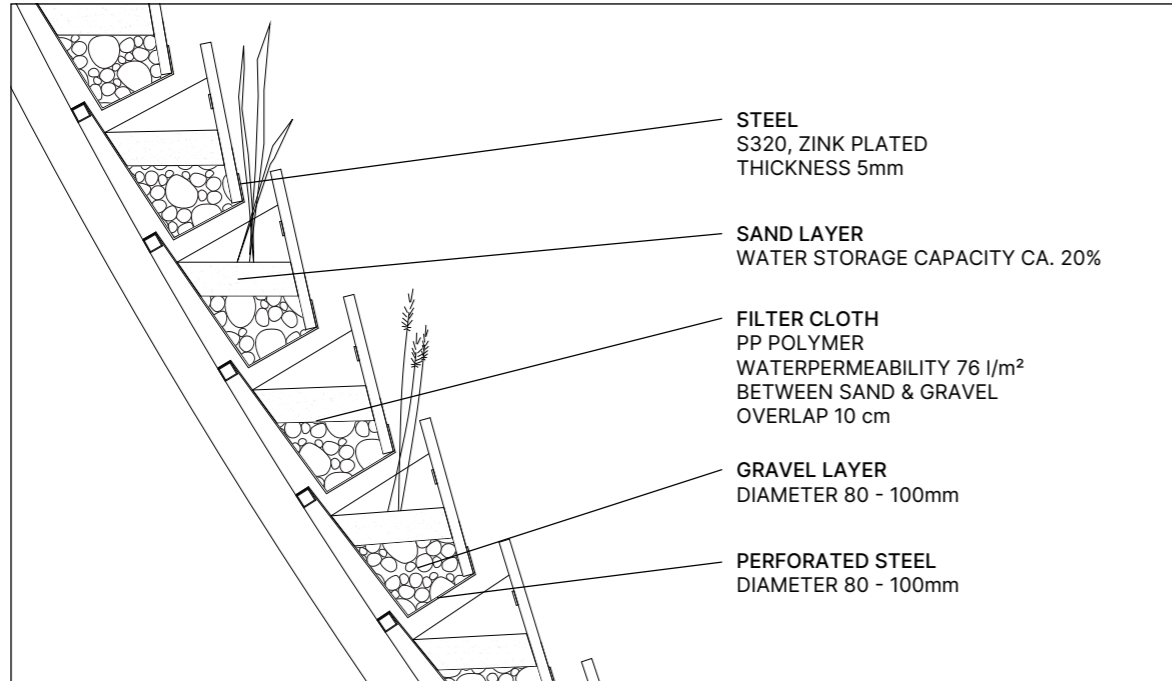 STEEL
S320, ZINK PLATED
THICKNESS 5mm
SAND LAYER
WATER STORAGE CAPACITY CA. 20%
FILTER CLOTH
PP POLYMER
WATERPERMEABILITY 76 l/m²
BETWEEN SAND & GRAVEL
OVERLAP 10 cm
GRAVEL LAYER
DIAMETER 80 - 100mm
PERFORATED STEEL
DIAMETER 80 - 100mm